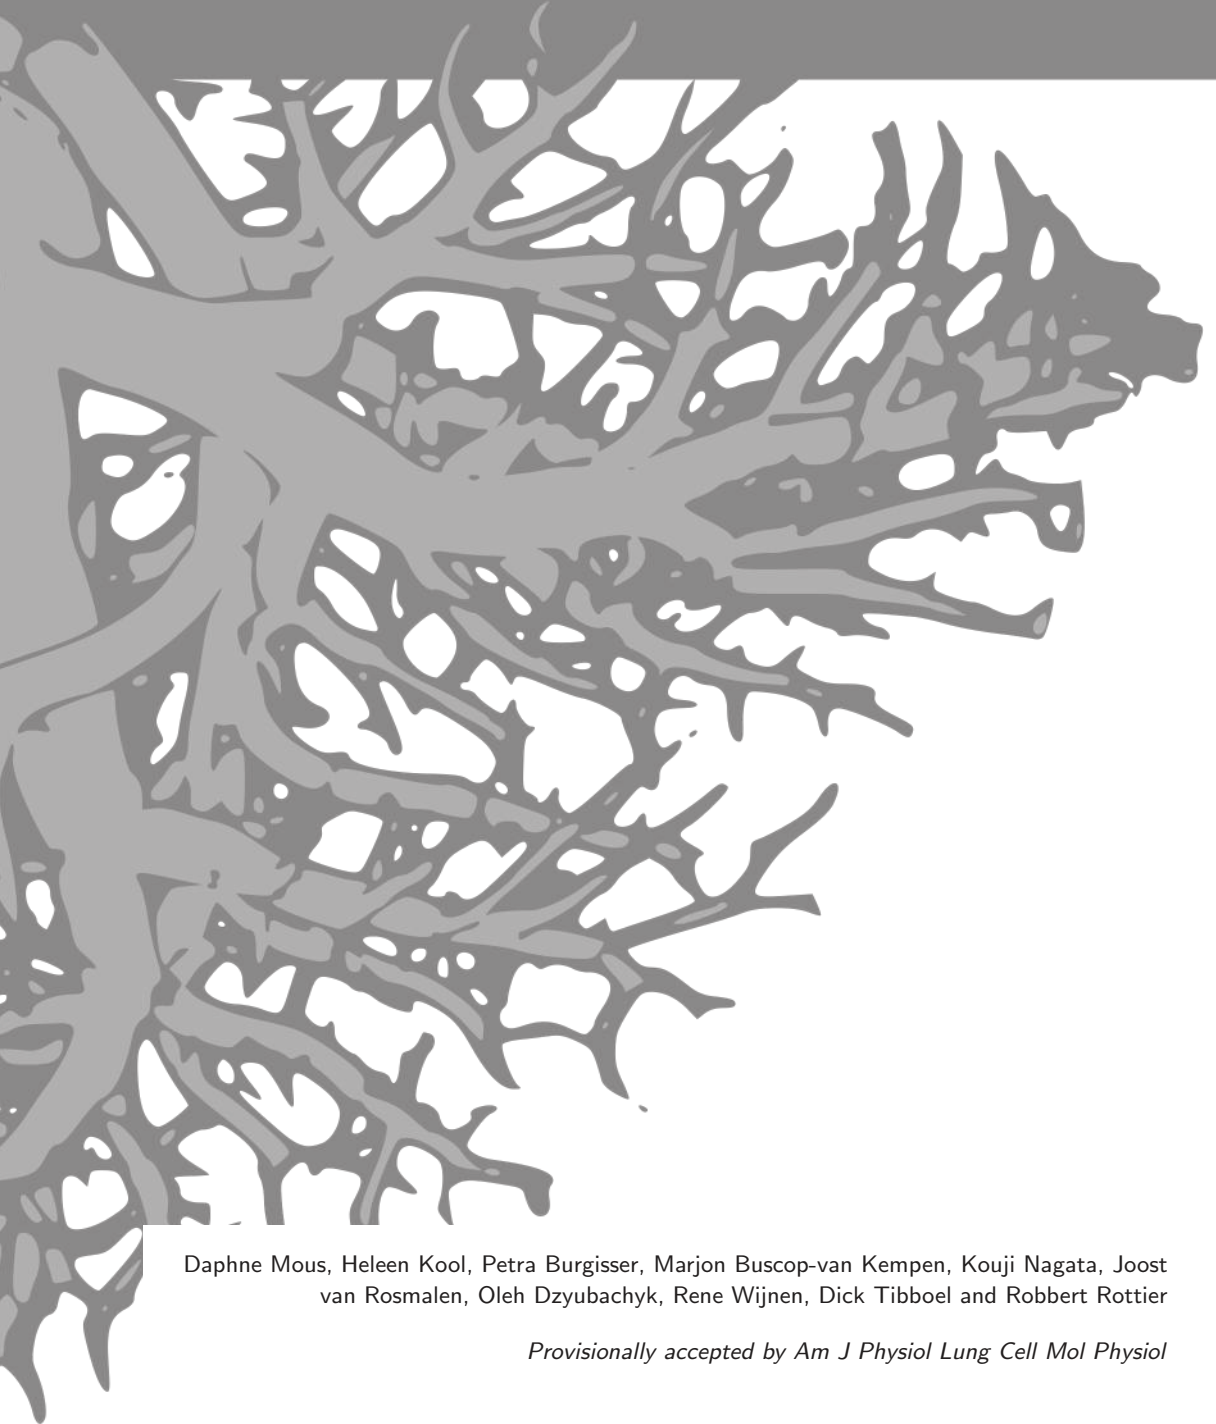 Daphne Mous, Heleen Kool, Petra Burgisser, Marjon Buscop-van Kempen, Kouji Nagata, Joost
van Rosmalen, Oleh Dzyubachyk, Rene Wijnen, Dick Tibboel and Robbert Rottier
Provisionally accepted by Am J Physiol Lung Cell Mol Physiol